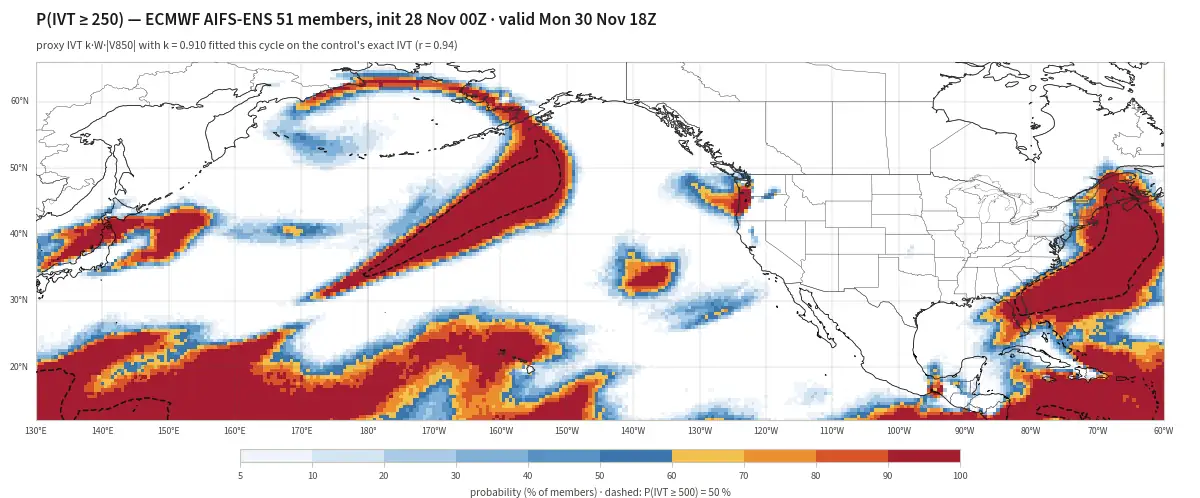 P(IVT ≥ 250) — ECMWF AIFS-ENS 51 members, init 28 Nov 00Z · valid Mon 30 Nov 18Z
proxy IVT k·W·|V850| with k = 0.910 fitted this cycle on the control's exact IVT (r = 0.94)
60°N
50°N
40°N
30°N
20°N
130°E 140°E 150°E 160°E 170°E 180° 170°W 160°W 150°W 140°W 130°W 120°W 110°W 100°W 90°W 80°W 70°W 60°W
5 10 20 30 40 50 60 70 80 90 100
probability (% of members) · dashed: P(IVT ≥ 500) = 50 %